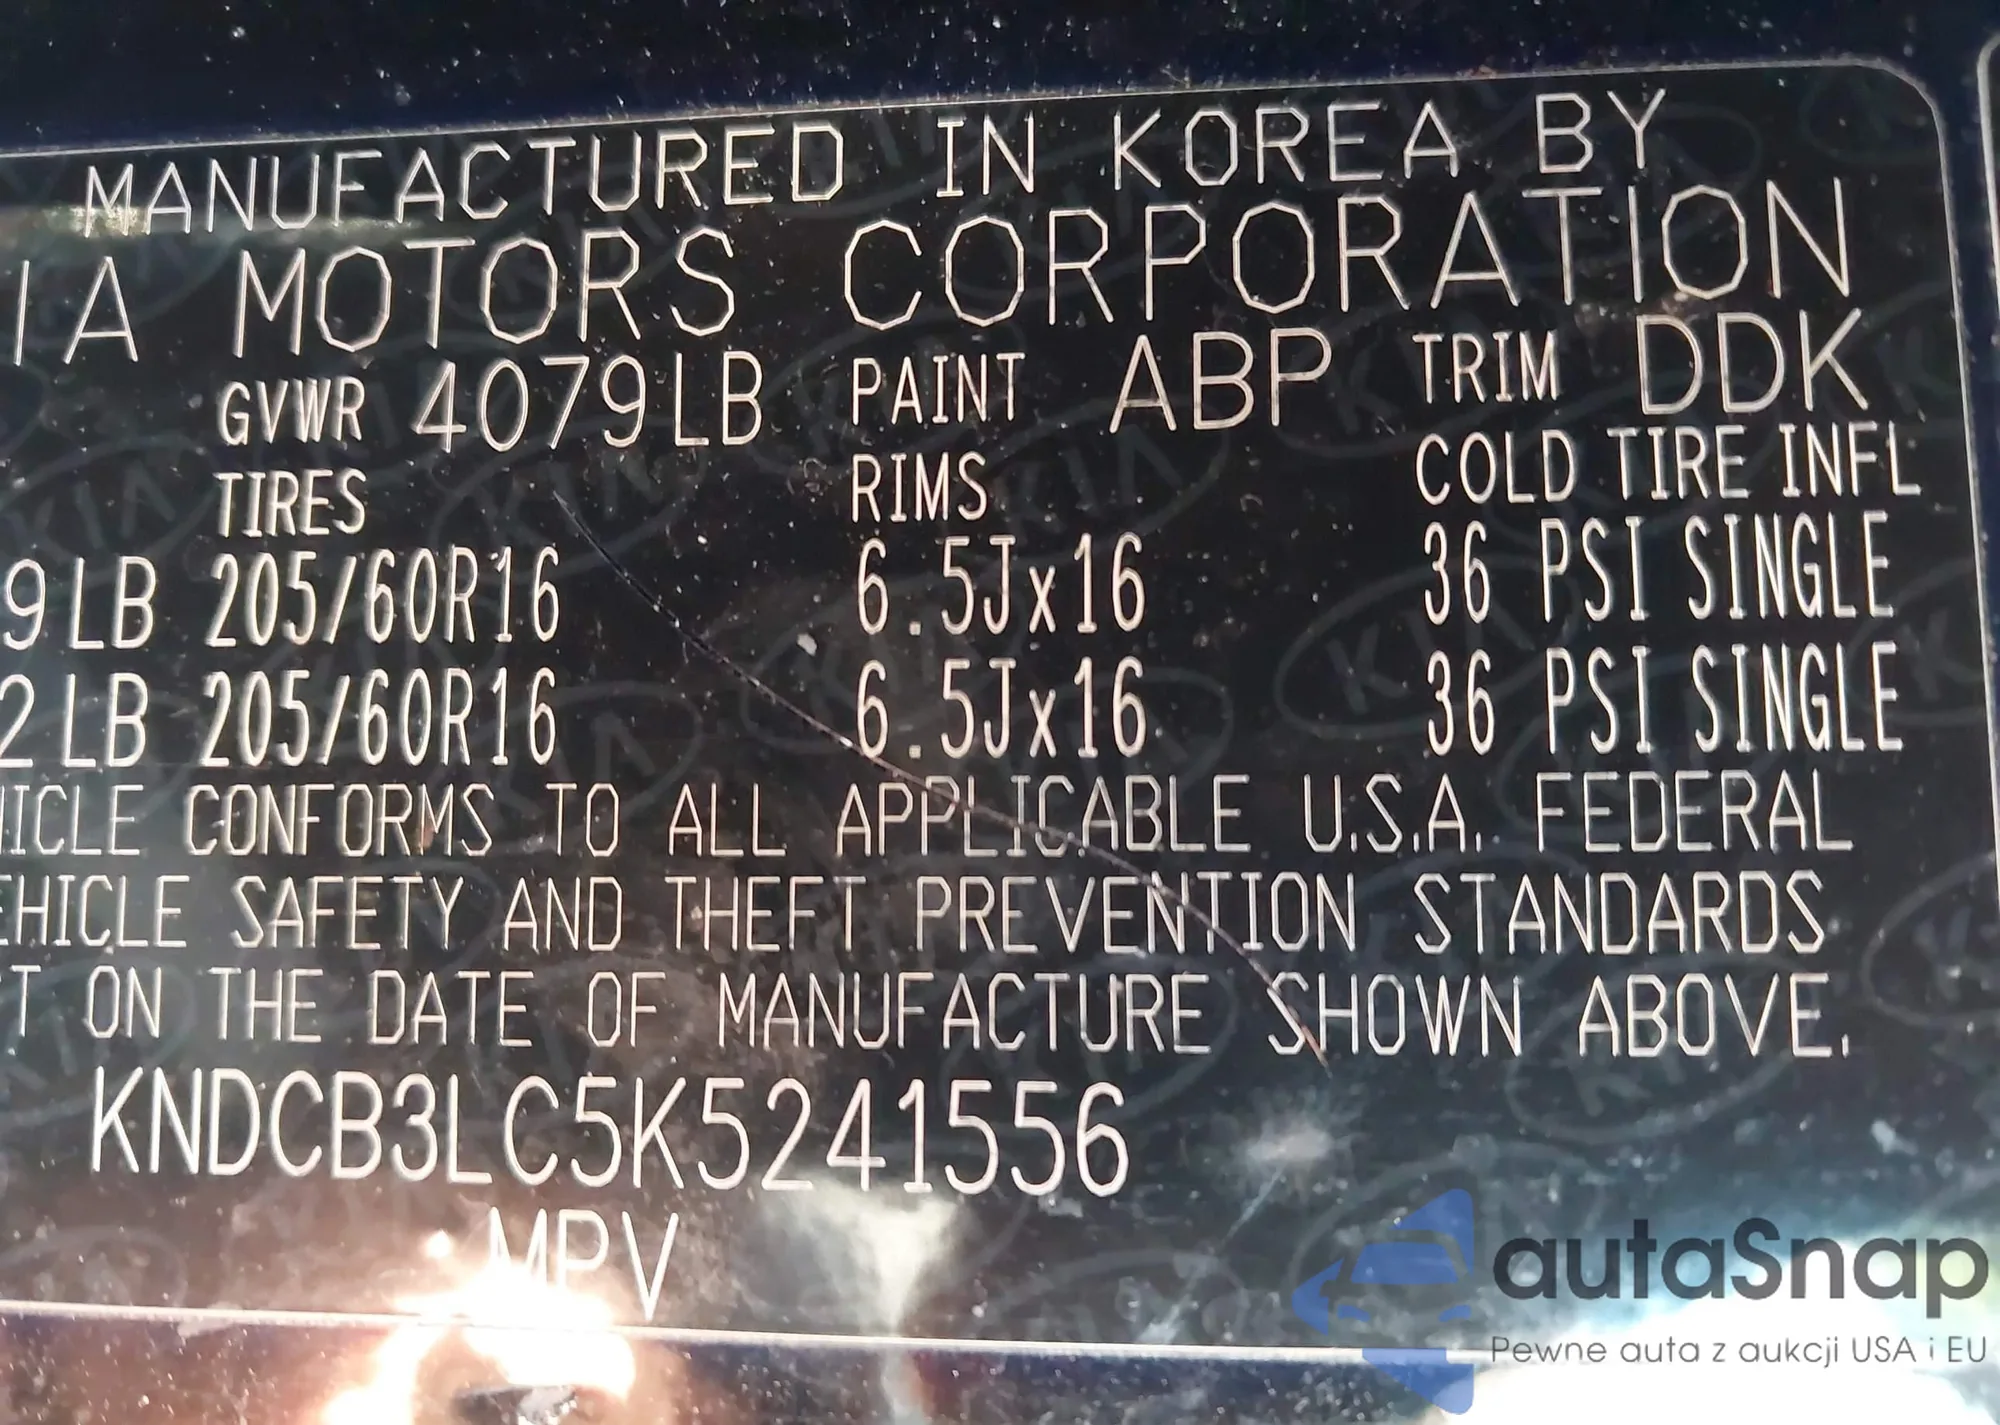 MANUFACTURED IN KOREA BY
IA MOTORS CORPORATION
GVWR 4079LB PAINT ABP TRIM DDK
TIRES RIMS COLD TIRE INFL
9LB 205/60R16 6.5Jx16 36 PSI SINGLE
2LB 205/60R16 6.5Jx16 36 PSI SINGLE
HICLE CONFORMS TO ALL APPLICABLE U.S.A. FEDERAL
EHICLE SAFETY AND THEFT PREVENTION STANDARDS
T ON THE DATE OF MANUFACTURE SHOWN ABOVE.
KNDCB3LC5K5241556
MPV
autaSnap
Pewne auta z aukcji USA i EU